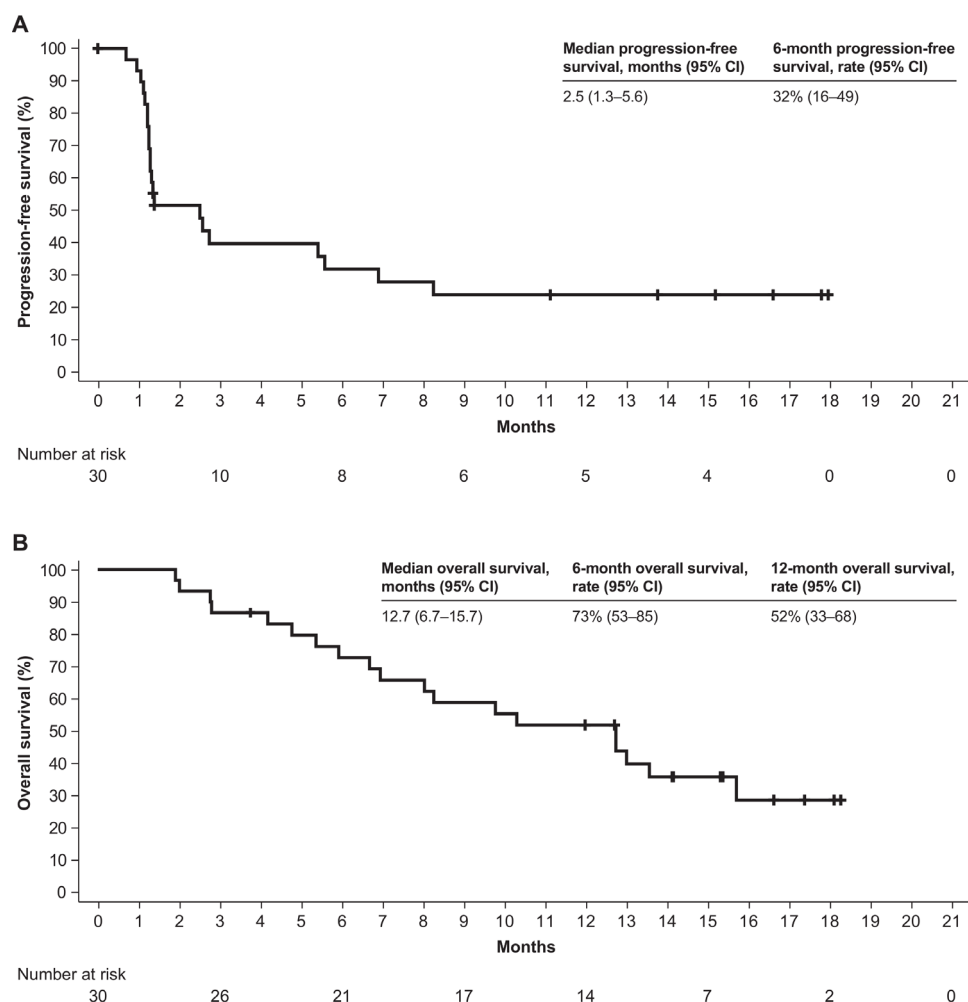 A
Median progression-free
survival, months (95% CI)
6-month progression-free
survival, rate (95% CI)
2.5 (1.3–5.6)
32% (16–49)
Progression-free survival (%)
100
90
80
70
60
50
40
30
20
10
0
0 1 2 3 4 5 6 7 8 9 10 11 12 13 14 15 16 17 18 19 20 21
Months
Number at risk
30 10 8 6 5 4 0 0
B
Median overall survival,
months (95% CI)
6-month overall survival,
rate (95% CI)
12-month overall survival,
rate (95% CI)
12.7 (6.7–15.7)
73% (53–85)
52% (33–68)
Overall survival (%)
100
90
80
70
60
50
40
30
20
10
0
0 1 2 3 4 5 6 7 8 9 10 11 12 13 14 15 16 17 18 19 20 21
Months
Number at risk
30 26 21 17 14 7 2 0